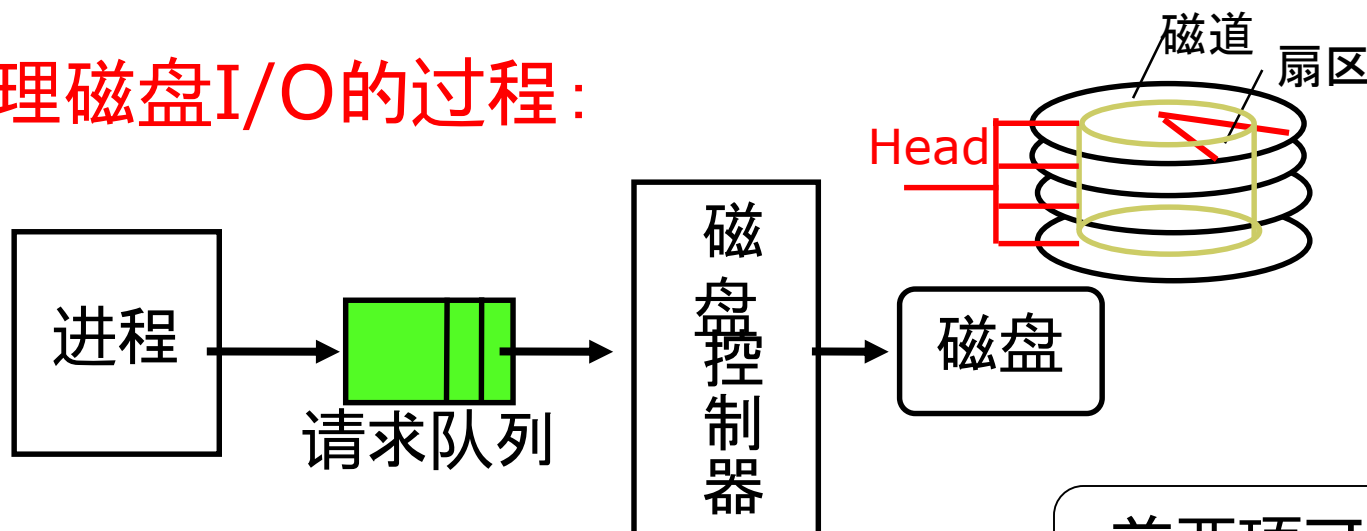 理磁盘I/O的过程：
磁道
扇区
Head
进程
请求队列
磁
盘
控
制
器
磁盘